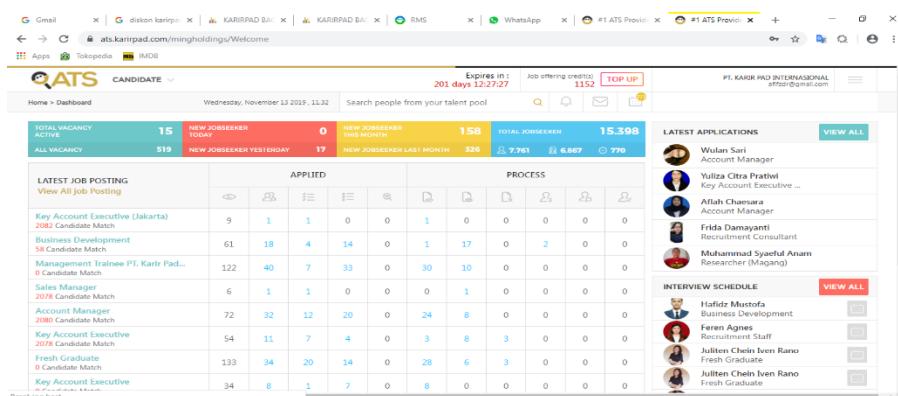 Gmail
diskon karirpa
KARIRPAD BAC
KARIRPAD BAC
RMS
WhatsApp
#1 ATS Provide
#1 ATS Provide
ats.karirpad.com/mingholdings/Welcome
Apps Tokopedia IMDB
ATS CANDIDATE
Expires in :
201 days 12:27:27
Job offering credit(s)
1152
TOP UP
PT. KARIR PAD INTERNASIONAL
afifzdr@gmail.com
Home > Dashboard
Wednesday, November 13 2019 , 11:32
Search people from your talent pool
TOTAL VACANCY ACTIVE 15
ALL VACANCY 519
NEW JOBSEEKER TODAY 0
NEW JOBSEEKER YESTERDAY 17
NEW JOBSEEKER THIS MONTH 158
NEW JOBSEEKER LAST MONTH 326
TOTAL JOBSEEKER 15.398
7.761 6.867 770
LATEST JOB POSTING
View All Job Posting
APPLIED
PROCESS
Key Account Executive (Jakarta) 9 1 1 0 0 1 0 0 0 0 0
2082 Candidate Match
Business Development 61 18 4 14 0 1 17 0 2 0 0
58 Candidate Match
Management Trainee PT. Karir Pad... 122 40 7 33 0 30 10 0 0 0 0
0 Candidate Match
Sales Manager 6 1 1 0 0 0 1 0 0 0 0
2078 Candidate Match
Account Manager 72 32 12 20 0 24 8 0 0 0 0
2080 Candidate Match
Key Account Executive 54 11 7 4 0 3 8 3 0 0 0
2078 Candidate Match
Fresh Graduate 133 34 20 14 0 28 6 3 0 0 0
0 Candidate Match
Key Account Executive 34 8 1 7 0 8 0 0 0 0 0
0 Candidate Match
LATEST APPLICATIONS
VIEW ALL
Wulan Sari
Account Manager
Yuliza Citra Pratiwi
Key Account Executive ...
Aflah Chaesara
Account Manager
Frida Damayanti
Recruitment Consultant
Muhammad Syaeful Anam
Researcher (Magang)
INTERVIEW SCHEDULE
VIEW ALL
Hafidz Mustofa
Business Development
Feren Agnes
Recruitment Staff
Juliten Chein Iven Rano
Fresh Graduate
Juliten Chein Iven Rano
Fresh Graduate